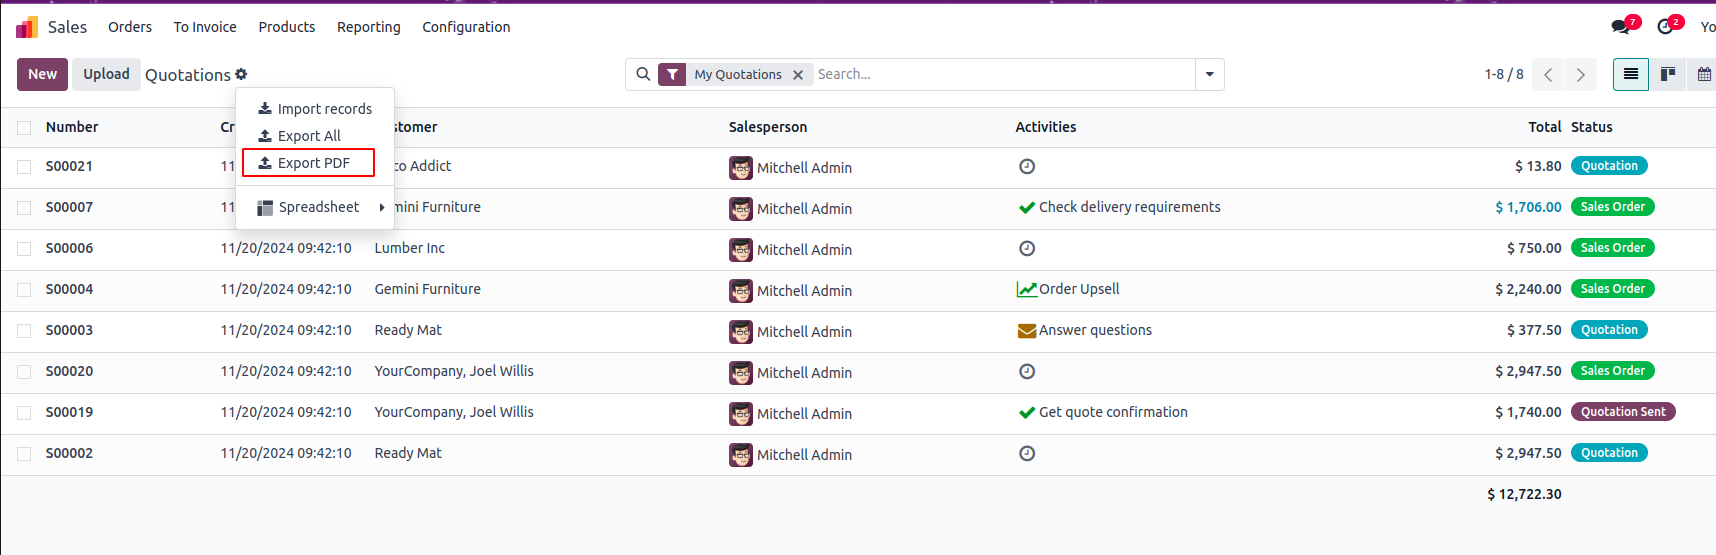 Sales Orders To Invoice Products Reporting Configuration 7 2 Yo
New Upload Quotations My Quotations Search... 1-8 / 8
Import records
Export All
Export PDF
Spreadsheet
Number Cr stomer Salesperson Activities Total Status
S00021 11 co Addict Mitchell Admin $ 13.80 Quotation
S00007 11 mini Furniture Mitchell Admin Check delivery requirements $ 1,706.00 Sales Order
S00006 11/20/2024 09:42:10 Lumber Inc Mitchell Admin $ 750.00 Sales Order
S00004 11/20/2024 09:42:10 Gemini Furniture Mitchell Admin Order Upsell $ 2,240.00 Sales Order
S00003 11/20/2024 09:42:10 Ready Mat Mitchell Admin Answer questions $ 377.50 Quotation
S00020 11/20/2024 09:42:10 YourCompany, Joel Willis Mitchell Admin $ 2,947.50 Sales Order
S00019 11/20/2024 09:42:10 YourCompany, Joel Willis Mitchell Admin Get quote confirmation $ 1,740.00 Quotation Sent
S00002 11/20/2024 09:42:10 Ready Mat Mitchell Admin $ 2,947.50 Quotation
$ 12,722.30